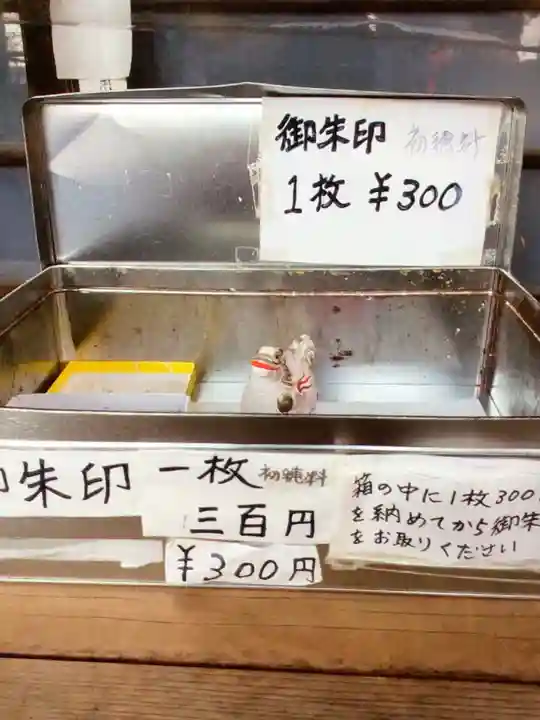 御朱印 初穂料
1枚 ¥300
御朱印
一枚 初穂料
三百円
¥300円
箱の中に1枚300
を納めてから御朱
をお取りください